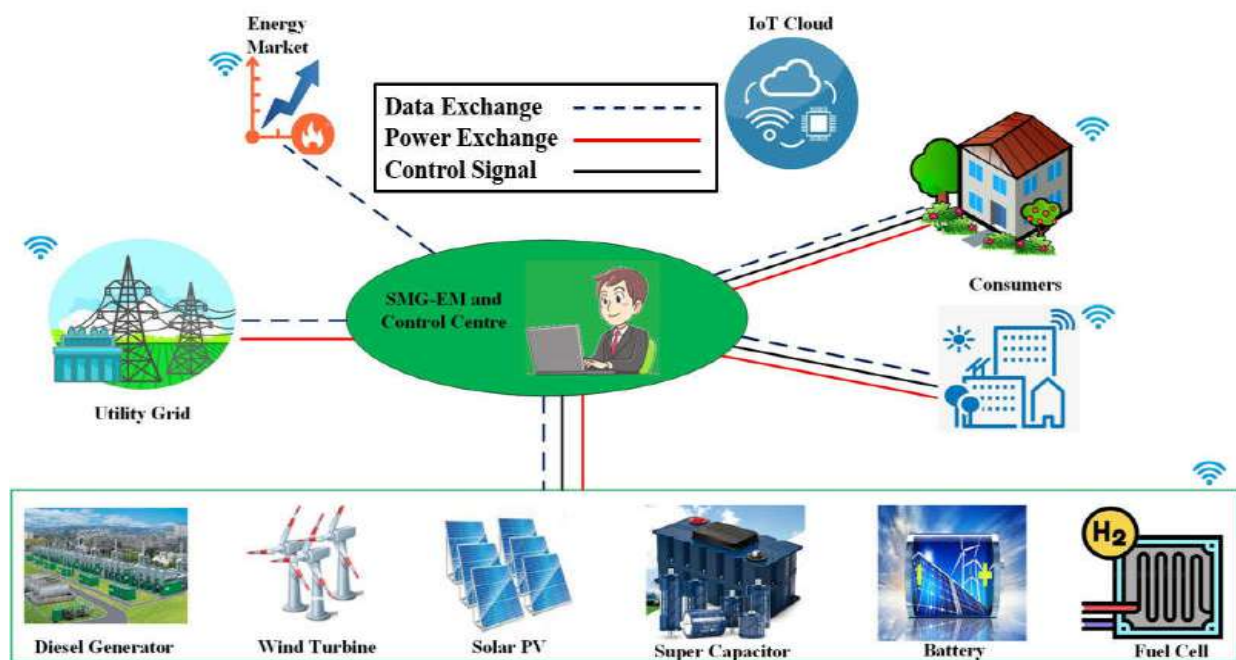 Energy
Market
IoT Cloud
Data Exchange
Power Exchange
Control Signal
SMG-EM and
Control Centre
Consumers
Utility Grid
H2
Diesel Generator
Wind Turbine
Solar PV
Super Capacitor
Battery
Fuel Cell